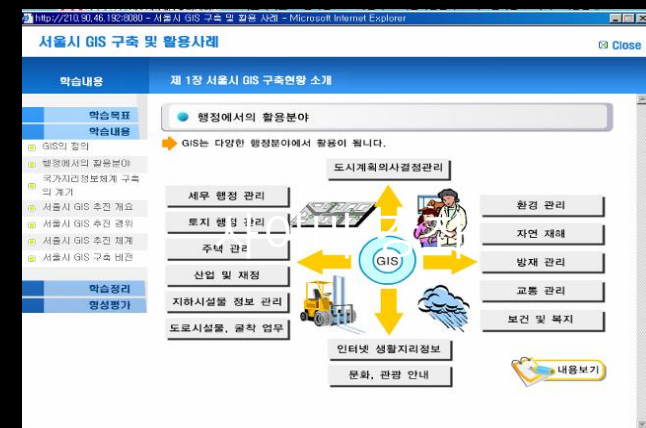 http://210.90.46.192:8080 - 서울시 GIS 구축 및 활용 사례 - Microsoft Internet Explorer
서울시 GIS 구축 및 활용사례
Close
학습내용
제 1장 서울시 GIS 구축현황 소개
학습목표
학습내용
GIS의 정의
행정에서의 활용분야
국가지리정보체계 구축
의 계기
서울시 GIS 추진 개요
서울시 GIS 추진 경위
서울시 GIS 추진 체계
서울시 GIS 구축 비전
학습정리
형성평가
행정에서의 활용분야
GIS는 다양한 행정분야에서 활용이 됩니다.
도시계획의사결정관리
세무 행정 관리
토지 행정 관리
주택 관리
산업 및 재정
지하시설물 정보 관리
도로시설물, 굴착 업무
GIS
환경 관리
자연 재해
방재 관리
교통 관리
보건 및 복지
인터넷 생활지리정보
문화, 관광 안내
내용보기